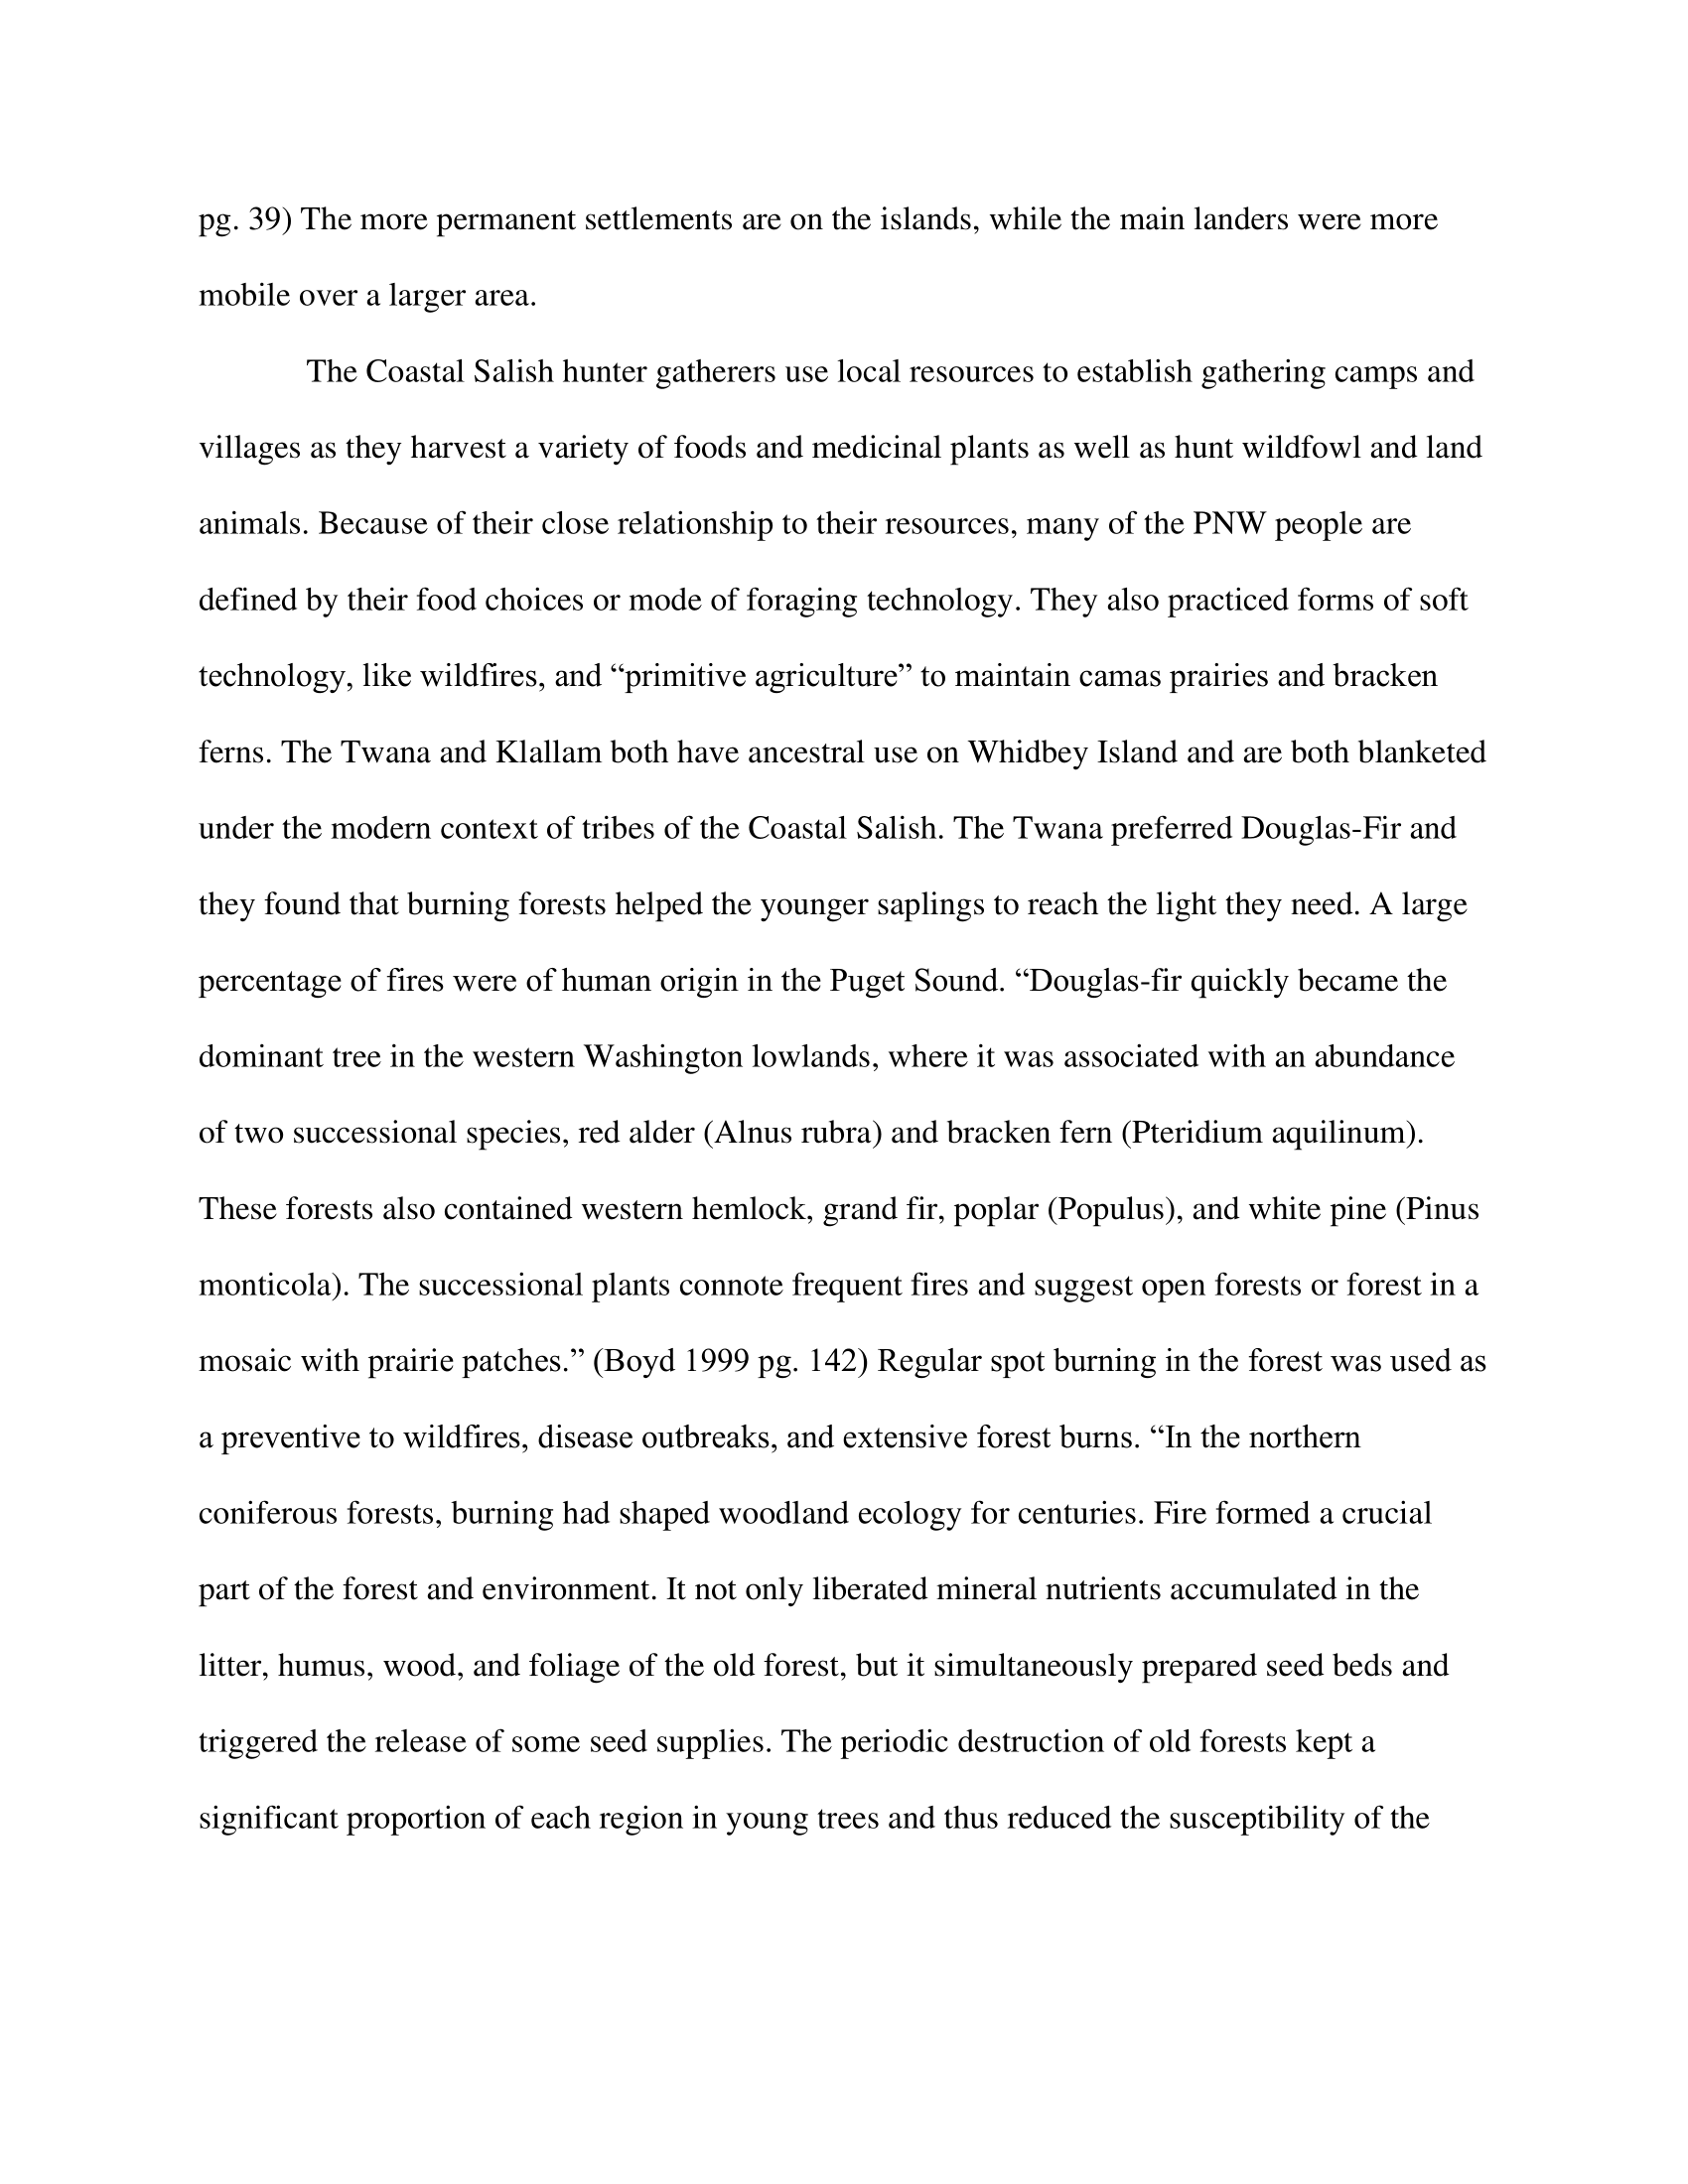 pg. 39) The more permanent settlements are on the islands, while the main landers were more
mobile over a larger area.
The Coastal Salish hunter gatherers use local resources to establish gathering camps and
villages as they harvest a variety of foods and medicinal plants as well as hunt wildfowl and land
animals. Because of their close relationship to their resources, many of the PNW people are
defined by their food choices or mode of foraging technology. They also practiced forms of soft
technology, like wildfires, and “primitive agriculture” to maintain camas prairies and bracken
ferns. The Twana and Klallam both have ancestral use on Whidbey Island and are both blanketed
under the modern context of tribes of the Coastal Salish. The Twana preferred Douglas-Fir and
they found that burning forests helped the younger saplings to reach the light they need. A large
percentage of fires were of human origin in the Puget Sound. “Douglas-fir quickly became the
dominant tree in the western Washington lowlands, where it was associated with an abundance
of two successional species, red alder (Alnus rubra) and bracken fern (Pteridium aquilinum).
These forests also contained western hemlock, grand fir, poplar (Populus), and white pine (Pinus
monticola). The successional plants connote frequent fires and suggest open forests or forest in a
mosaic with prairie patches.” (Boyd 1999 pg. 142) Regular spot burning in the forest was used as
a preventive to wildfires, disease outbreaks, and extensive forest burns. “In the northern
coniferous forests, burning had shaped woodland ecology for centuries. Fire formed a crucial
part of the forest and environment. It not only liberated mineral nutrients accumulated in the
litter, humus, wood, and foliage of the old forest, but it simultaneously prepared seed beds and
triggered the release of some seed supplies. The periodic destruction of old forests kept a
significant proportion of each region in young trees and thus reduced the susceptibility of the